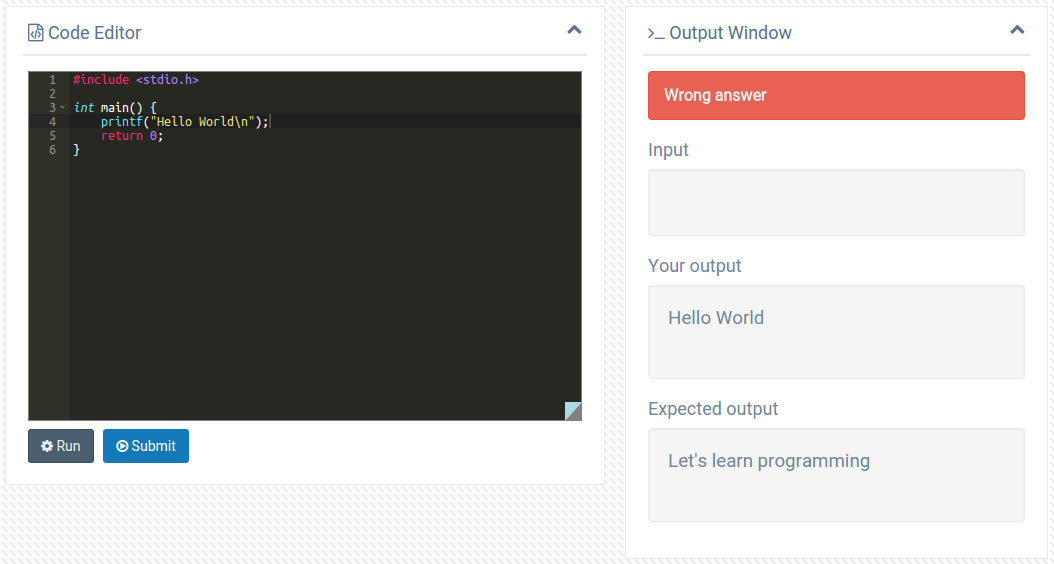 Code Editor
1 #include <stdio.h>
2
3 int main() {
4     printf("Hello World\n");
5     return 0;
6 }
Run
Submit
>_ Output Window
Wrong answer
Input
Your output
Hello World
Expected output
Let's learn programming